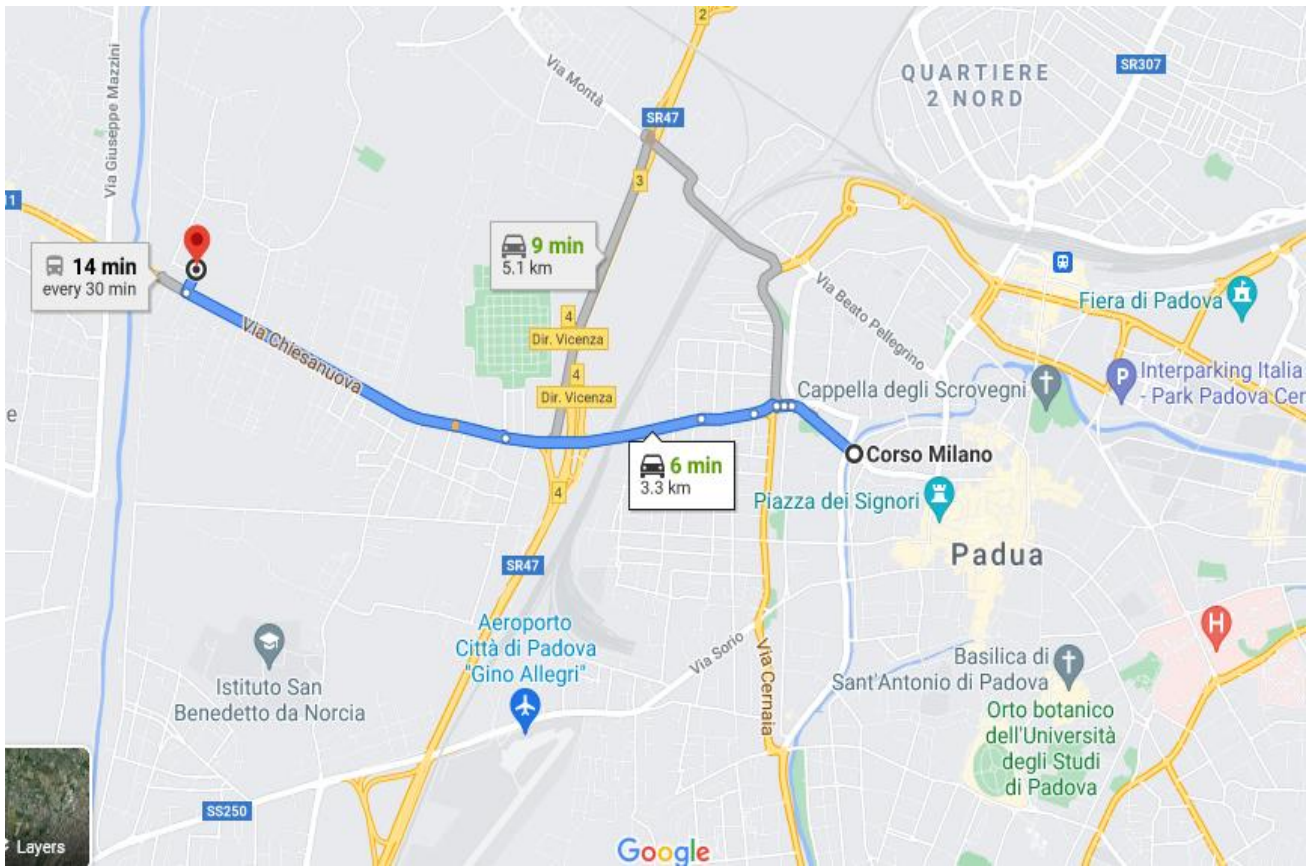 2
SR307
QUARTIERE
2 NORD
Via Giuseppe Mazzini
Via Montà
SR47
3
11
14 min
every 30 min
9 min
5.1 km
Fiera di Padova
Via Beato Pellegrino
4
Dir. Vicenza
4
Dir. Vicenza
Via Chiesanuova
Cappella degli Scrovegni
P
Interparking Italia
- Park Padova Cer
e
6 min
3.3 km
Corso Milano
4
Piazza dei Signori
Padua
SR47
Aeroporto
Città di Padova
"Gino Allegri"
Via Sorio
Via Cernaia
H
Istituto San
Benedetto da Norcia
Basilica di
Sant'Antonio di Padova
Orto botanico
dell'Università
degli Studi
di Padova
SS250
Layers
Google